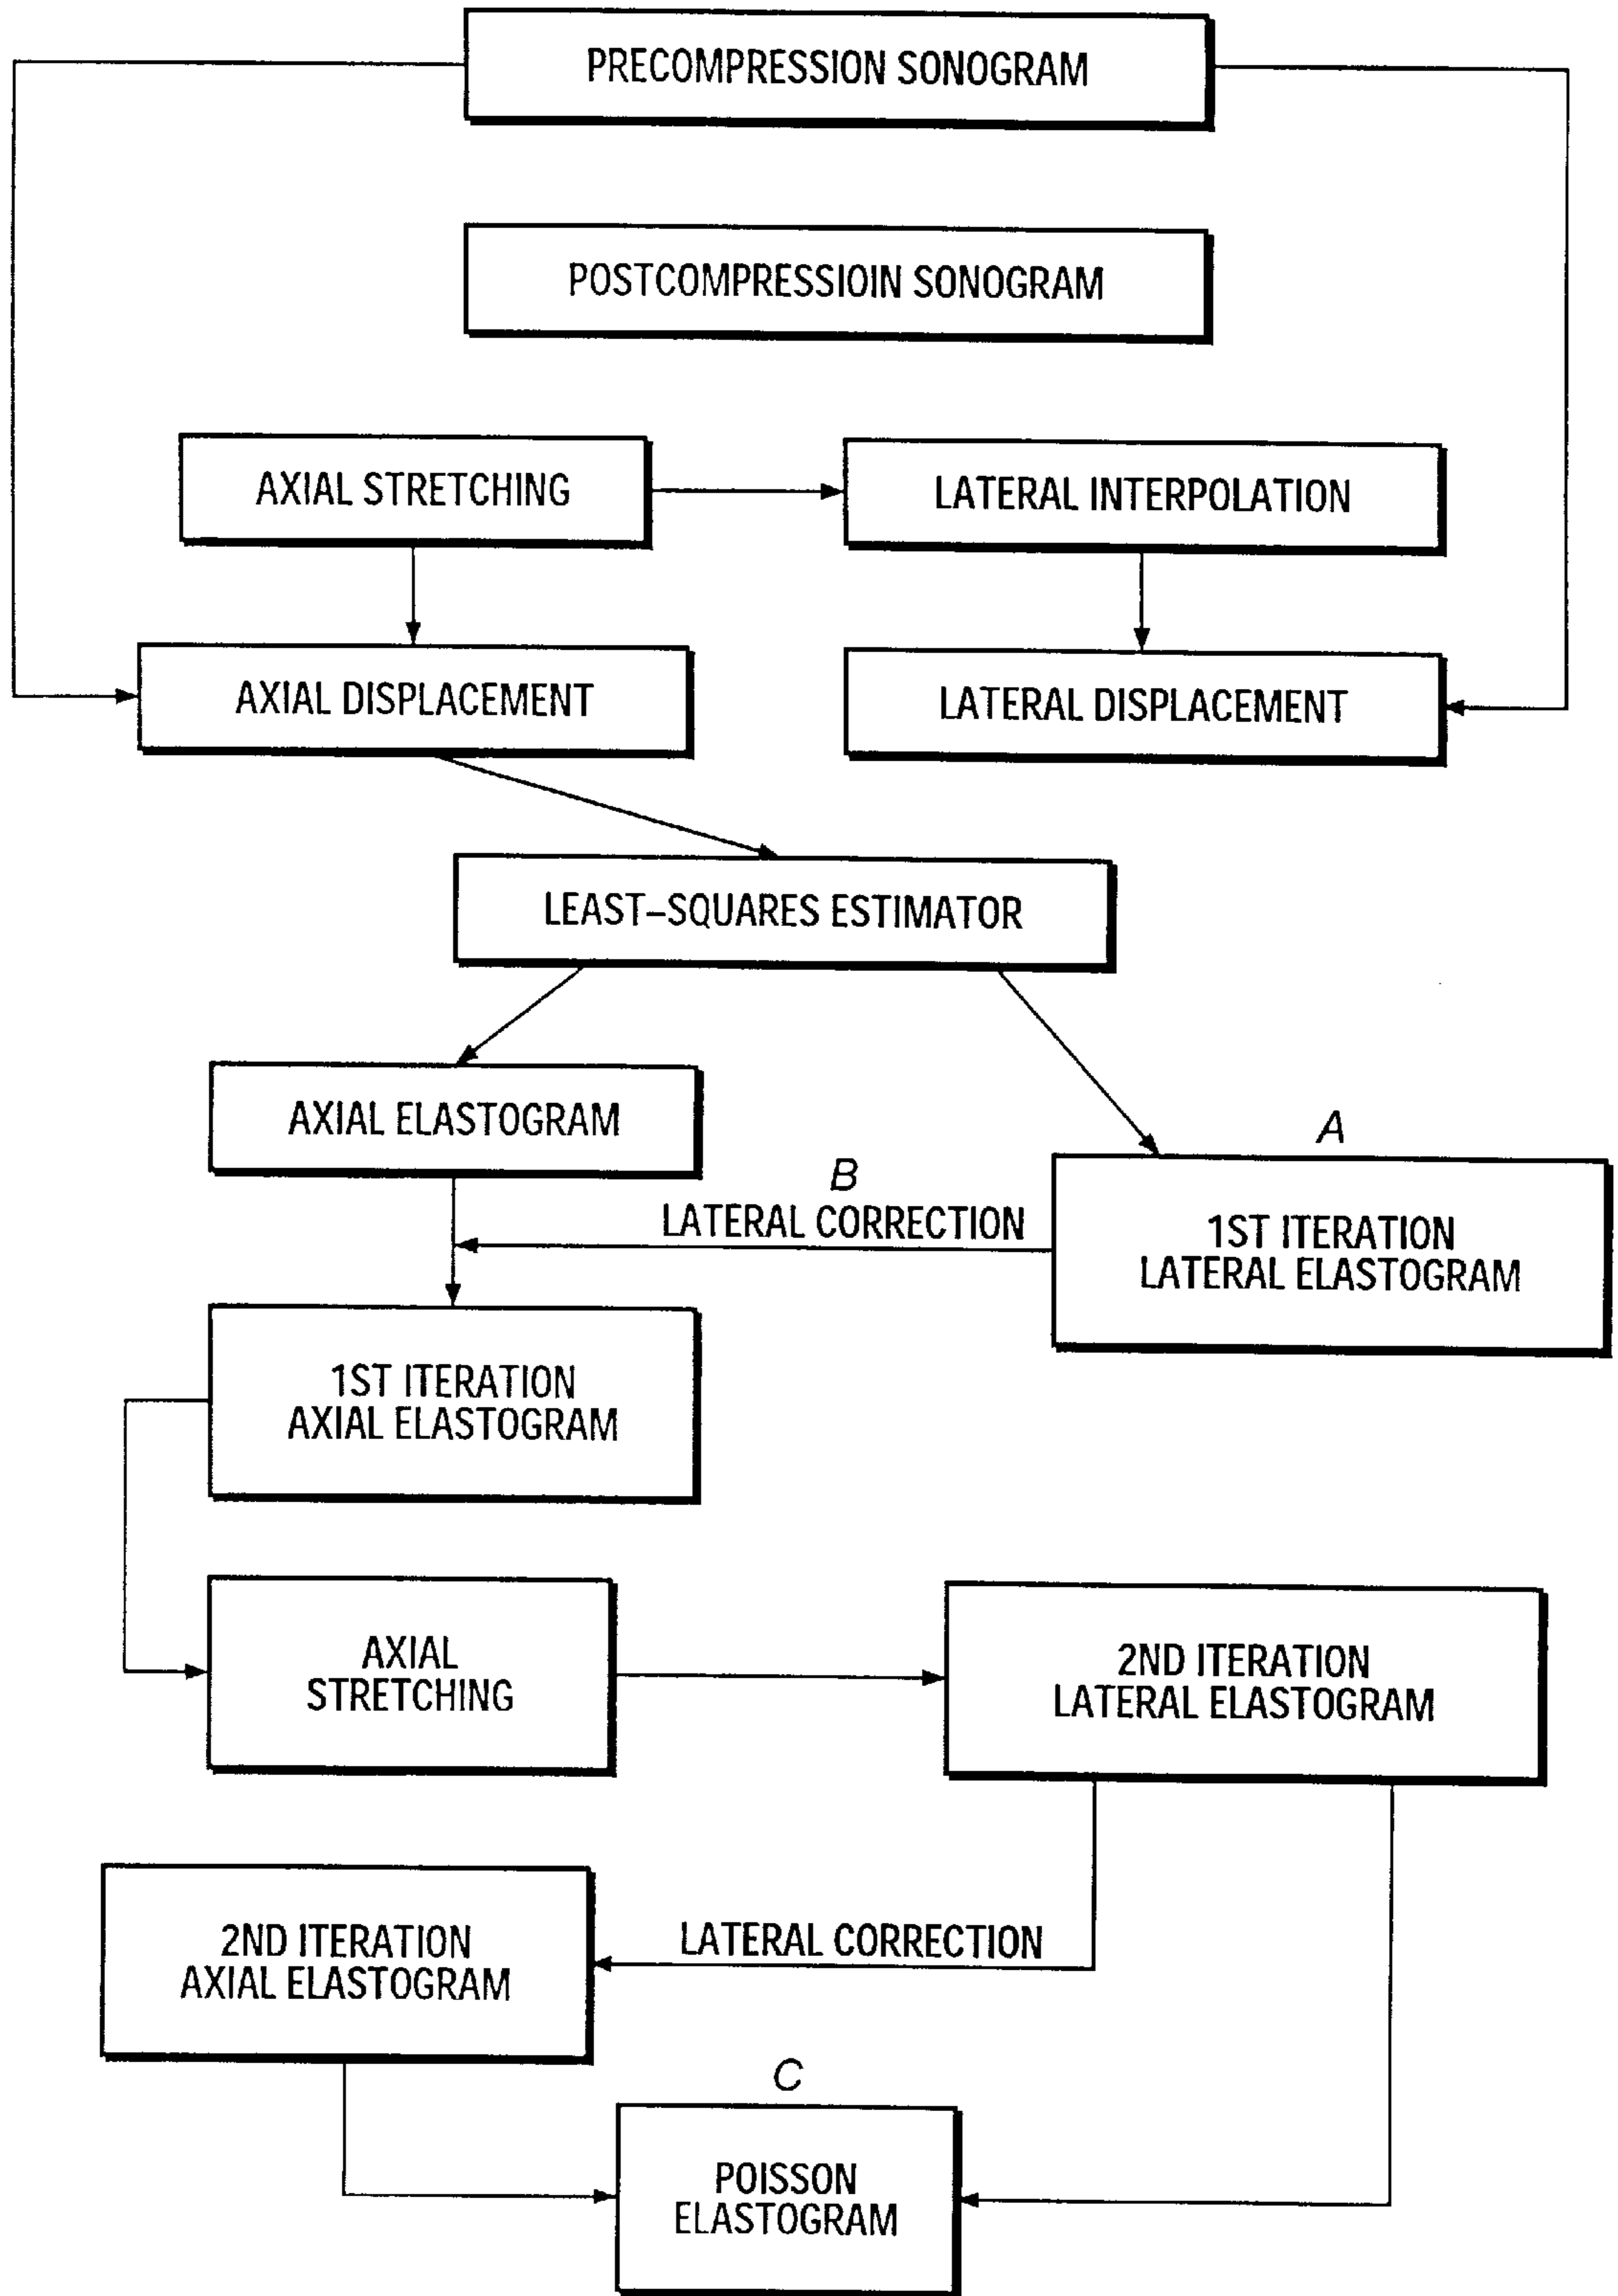 PRECOMPRESSION SONOGRAM
POSTCOMPRESSIOIN SONOGRAM
AXIAL STRETCHING
LATERAL INTERPOLATION
AXIAL DISPLACEMENT
LATERAL DISPLACEMENT
LEAST–SQUARES ESTIMATOR
AXIAL ELASTOGRAM
A
B
LATERAL CORRECTION
1ST ITERATION
LATERAL ELASTOGRAM
1ST ITERATION
AXIAL ELASTOGRAM
AXIAL
STRETCHING
2ND ITERATION
LATERAL ELASTOGRAM
2ND ITERATION
AXIAL ELASTOGRAM
LATERAL CORRECTION
C
POISSON
ELASTOGRAM